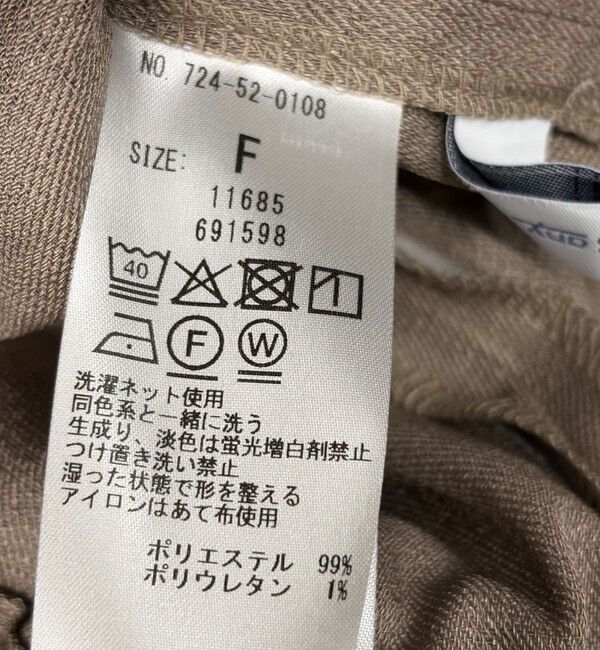 NO 724-52-0108
SIZE: F
11685
691598
40
F
W
洗濯ネット使用
同色系と一緒に洗う
生成り、淡色は蛍光増白剤禁止
つけ置き洗い禁止
湿った状態で形を整える
アイロンはあて布使用
ポリエステル 99%
ポリウレタン 1%